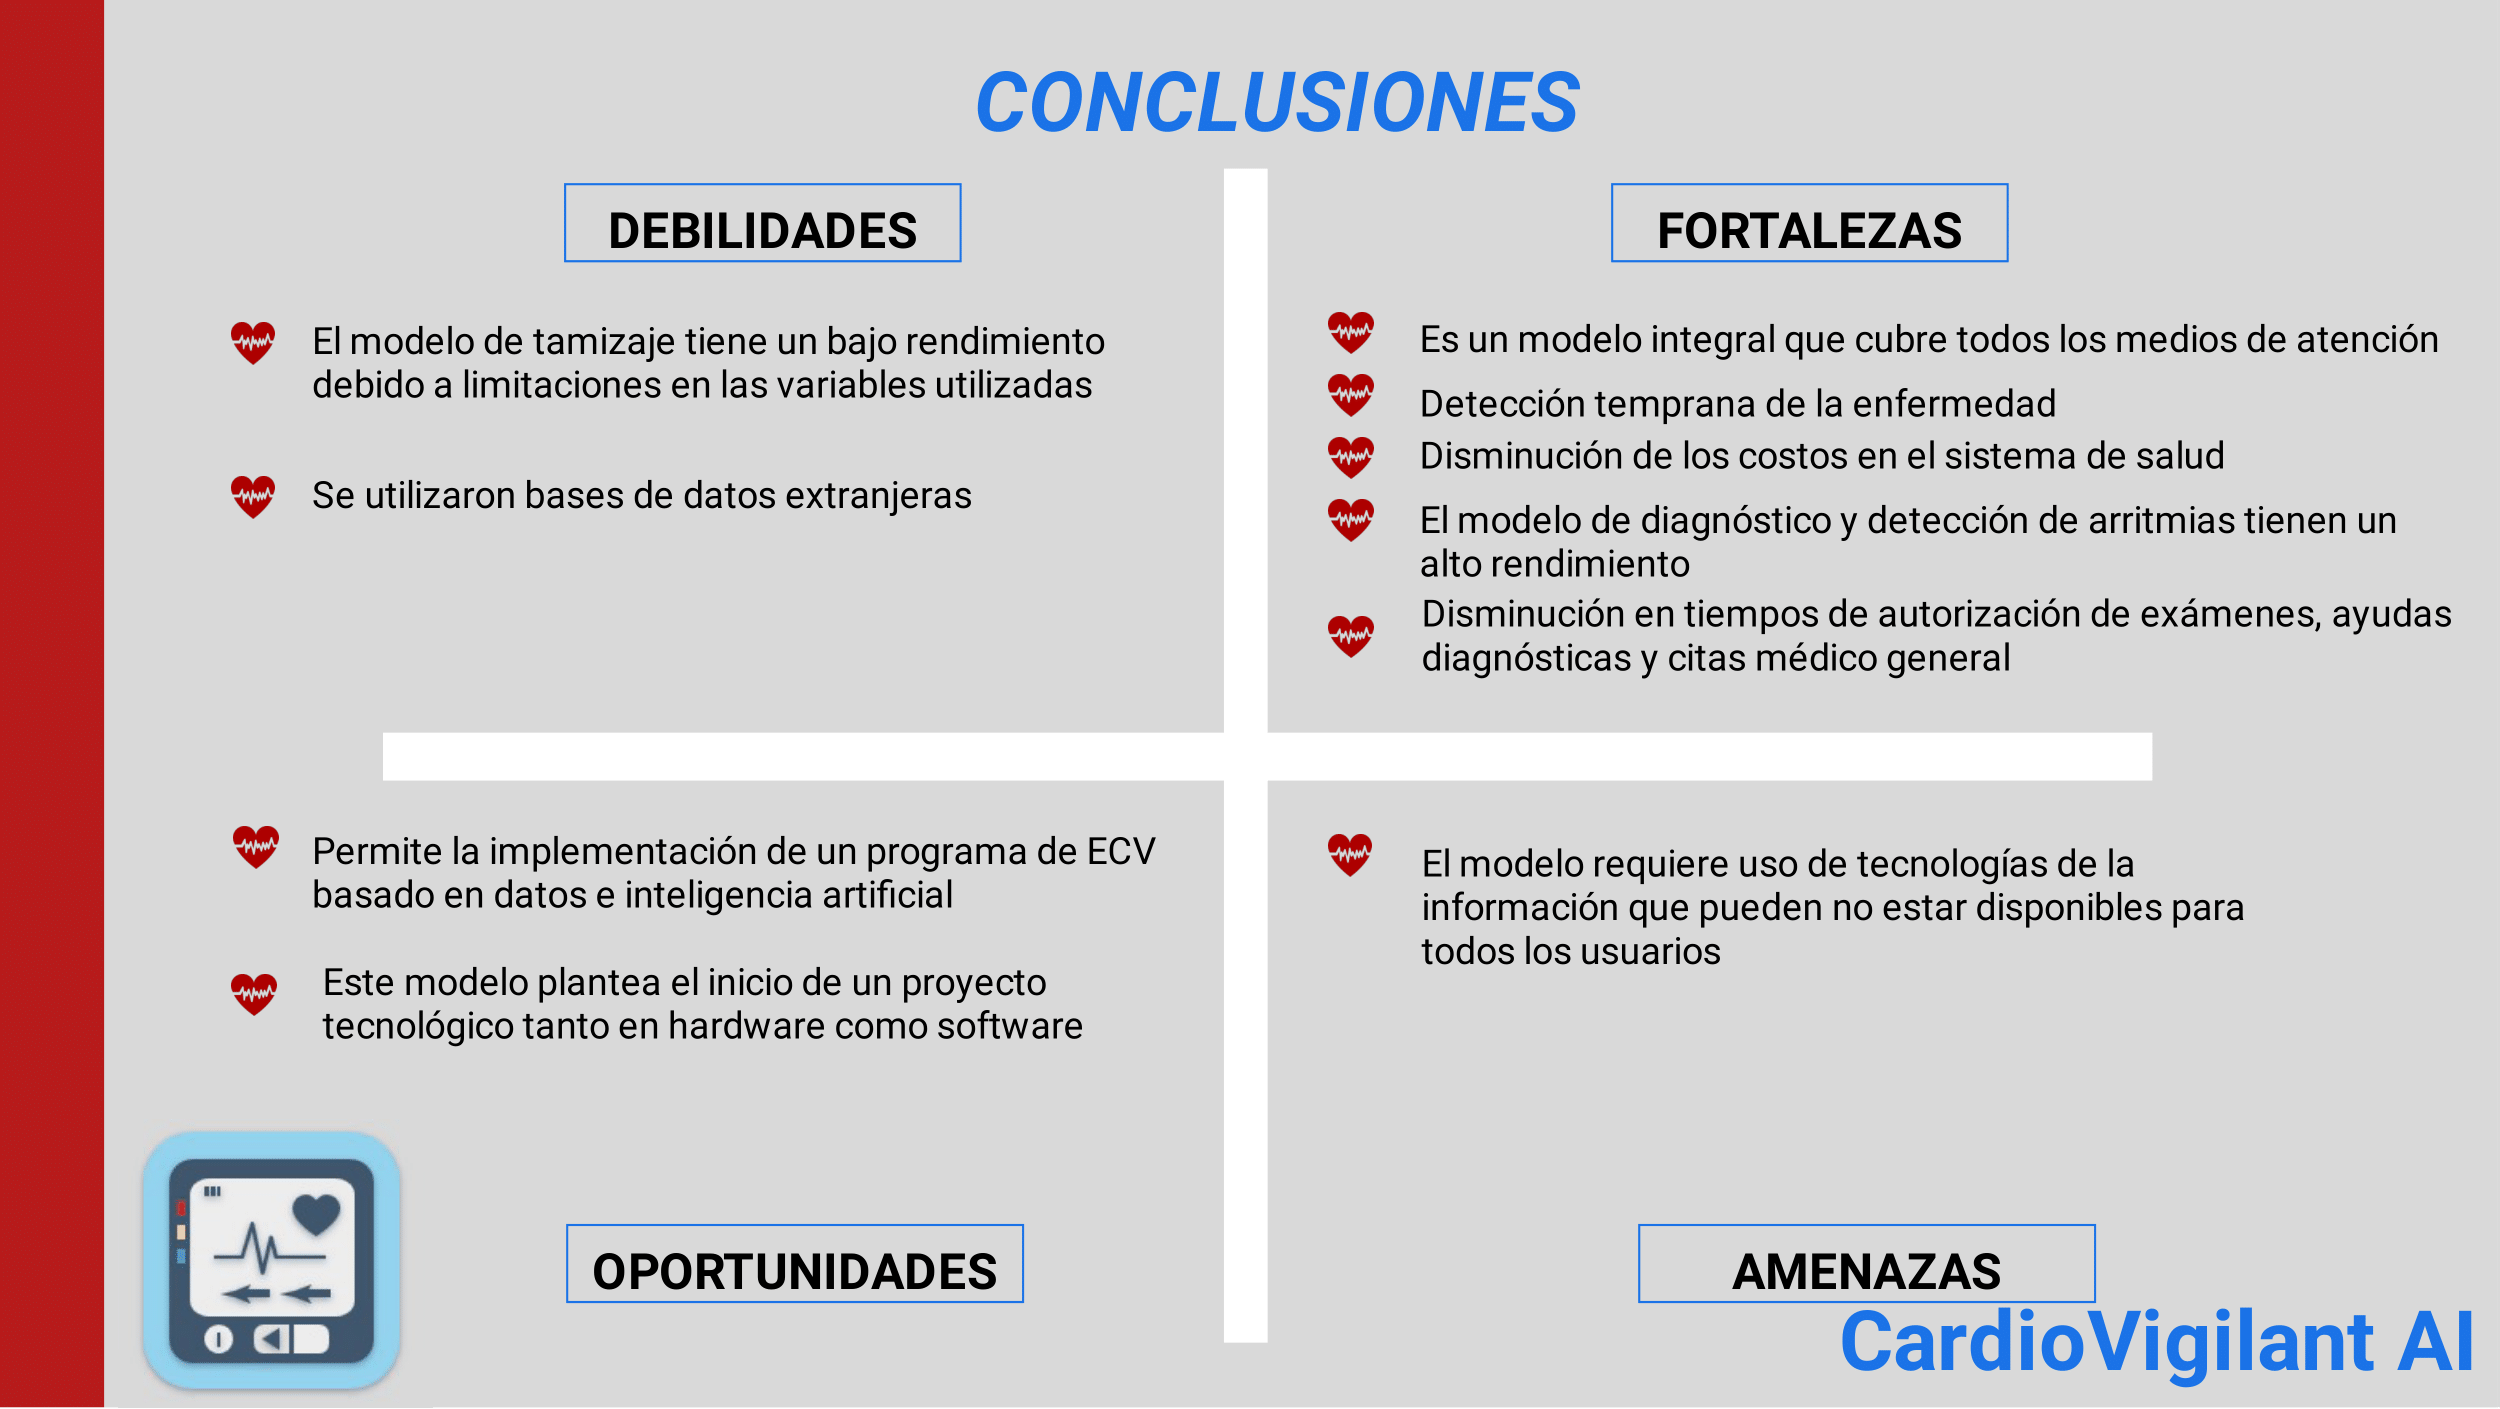 CONCLUSIONES
DEBILIDADES
El modelo de tamizaje tiene un bajo rendimiento
debido a limitaciones en las variables utilizadas
Se utilizaron bases de datos extranjeras
FORTALEZAS
Es un modelo integral que cubre todos los medios de atención
Detección temprana de la enfermedad
Disminución de los costos en el sistema de salud
El modelo de diagnóstico y detección de arritmias tienen un
alto rendimiento
Disminución en tiempos de autorización de exámenes, ayudas
diagnósticas y citas médico general
Permite la implementación de un programa de ECV
basado en datos e inteligencia artificial
Este modelo plantea el inicio de un proyecto
tecnológico tanto en hardware como software
OPORTUNIDADES
El modelo requiere uso de tecnologías de la
información que pueden no estar disponibles para
todos los usuarios
AMENAZAS
CardioVigilant AI